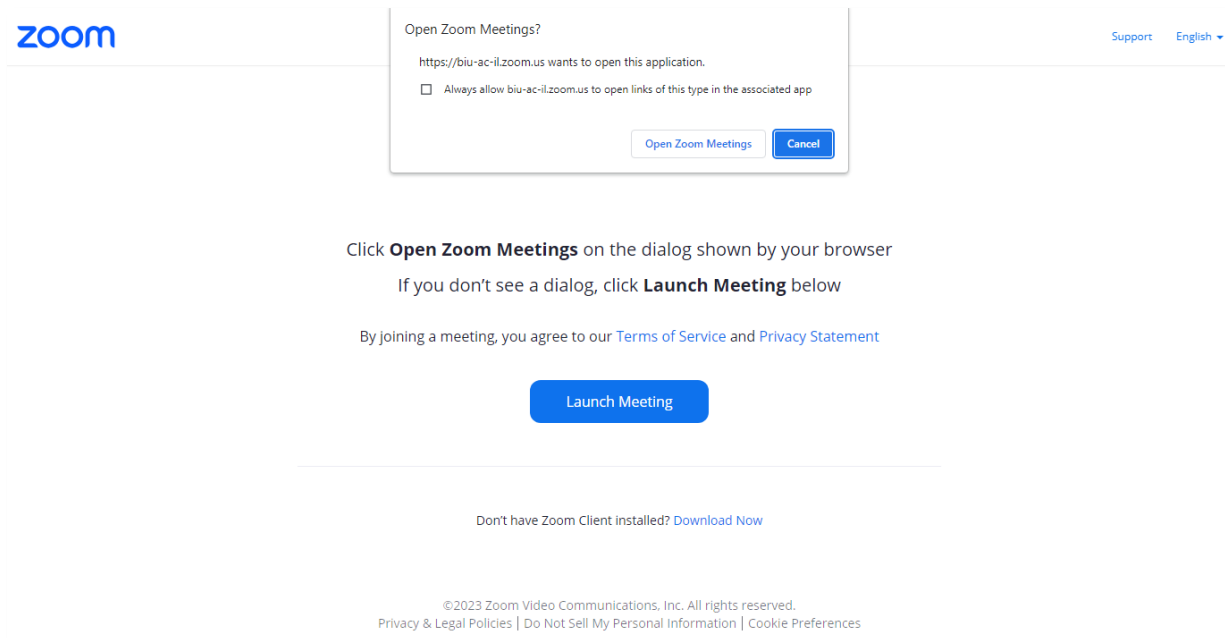 zoom
Support English
Open Zoom Meetings?
https://biu-ac-il.zoom.us wants to open this application.
Always allow biu-ac-il.zoom.us to open links of this type in the associated app
Open Zoom Meetings Cancel
Click Open Zoom Meetings on the dialog shown by your browser
If you don’t see a dialog, click Launch Meeting below
By joining a meeting, you agree to our Terms of Service and Privacy Statement
Launch Meeting
Don’t have Zoom Client installed? Download Now
©2023 Zoom Video Communications, Inc. All rights reserved.
Privacy & Legal Policies | Do Not Sell My Personal Information | Cookie Preferences